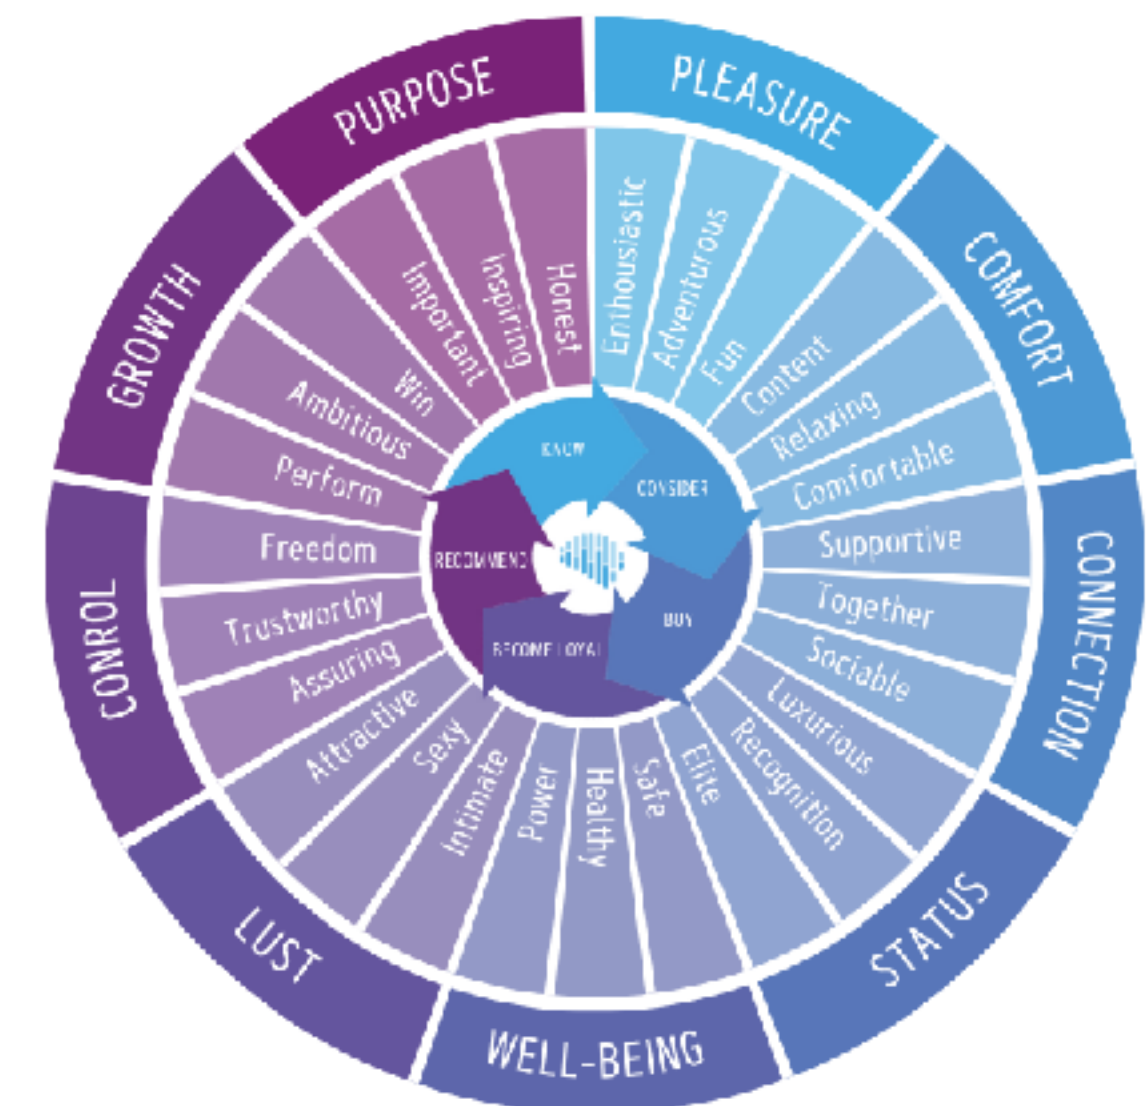 PLEASURE
COMFORT
CONNECTION
STATUS
WELL-BEING
LUST
CONROL
GROWTH
PURPOSE
Enthousiastic
Adventurous
Fun
Content
Relaxing
Comfortable
Supportive
Together
Sociable
Luxurious
Recognition
Elite
Safe
Healthy
Power
Intimate
Sexy
Attractive
Assuring
Trustworthy
Freedom
Perform
Ambitious
Win
Important
Inspiring
Honest
KNOW
CONSIDER
BUY
BECOME LOYAL
RECOMMEND